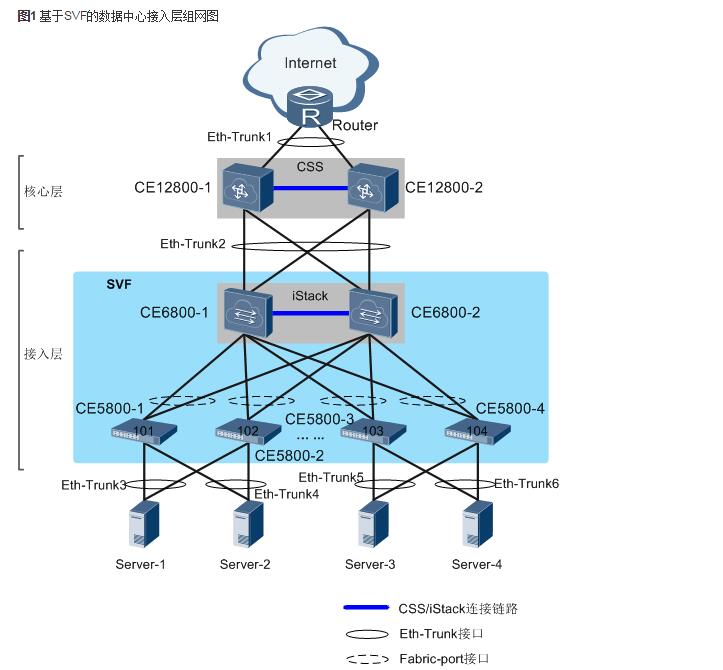 图1 基于SVF的数据中心接入层组网图
Internet
R
Router
Eth-Trunk1
CSS
CE12800-1
CE12800-2
核心层
Eth-Trunk2
SVF
iStack
CE6800-1
CE6800-2
接入层
CE5800-1
CE5800-3
CE5800-4
101
102
... ...
103
104
CE5800-2
Eth-Trunk3
Eth-Trunk4
Eth-Trunk5
Eth-Trunk6
Server-1
Server-2
Server-3
Server-4
CSS/iStack连接链路
Eth-Trunk接口
Fabric-port接口